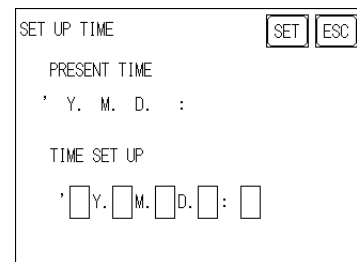 SET UP TIME SET ESC
PRESENT TIME
' Y. M. D. :
TIME SET UP
' Y. M. D. :